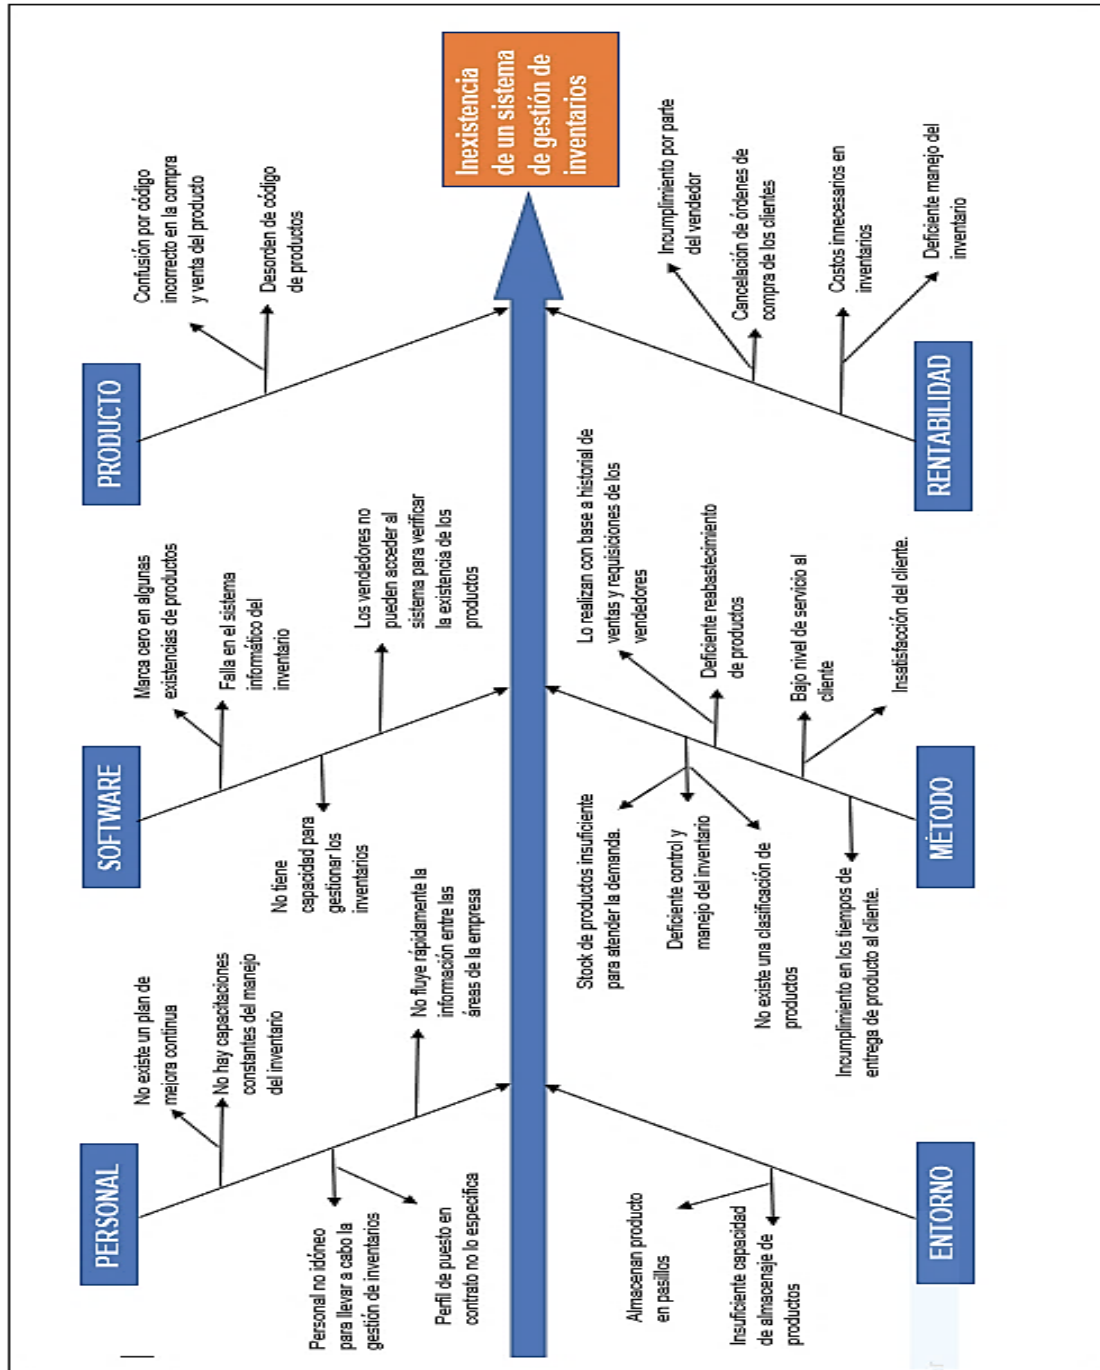 PERSONAL
No existe un plan de
mejora continua
No hay capacitaciones
constantes del manejo
del inventario
Personal no idóneo
para llevar a cabo la
gestión de inventarios
Perfil de puesto en
contrato no lo especifica
No fluye rápidamente la
información entre las
áreas de la empresa
SOFTWARE
Marca cero en algunas
existencias de productos
Falla en el sistema
informático del
inventario
No tiene
capacidad para
gestionar los
inventarios
Los vendedores no
pueden acceder al
sistema para verificar
la existencia de los
productos
PRODUCTO
Confusión por código
incorrecto en la compra
y venta del producto
Desorden de código
de productos
Inexistencia
de un sistema
de gestión de
inventarios
ENTORNO
Almacenan producto
en pasillos
Insuficiente capacidad
de almacenaje de
productos
MÉTODO
Lo realizan con base a historial de
ventas y requisiciones de los
vendedores
Deficiente reabastecimiento
de productos
Stock de productos insuficiente
para atender la demanda.
Deficiente control y
manejo del inventario
No existe una clasificación de
productos
Bajo nivel de servicio al
cliente
Insatisfacción del cliente.
Incumplimiento en los tiempos de
entrega de producto al cliente.
RENTABILIDAD
Incumplimiento por parte
del vendedor
Cancelación de órdenes de
compra de los clientes
Costos innecesarios en
inventarios
Deficiente manejo del
inventario